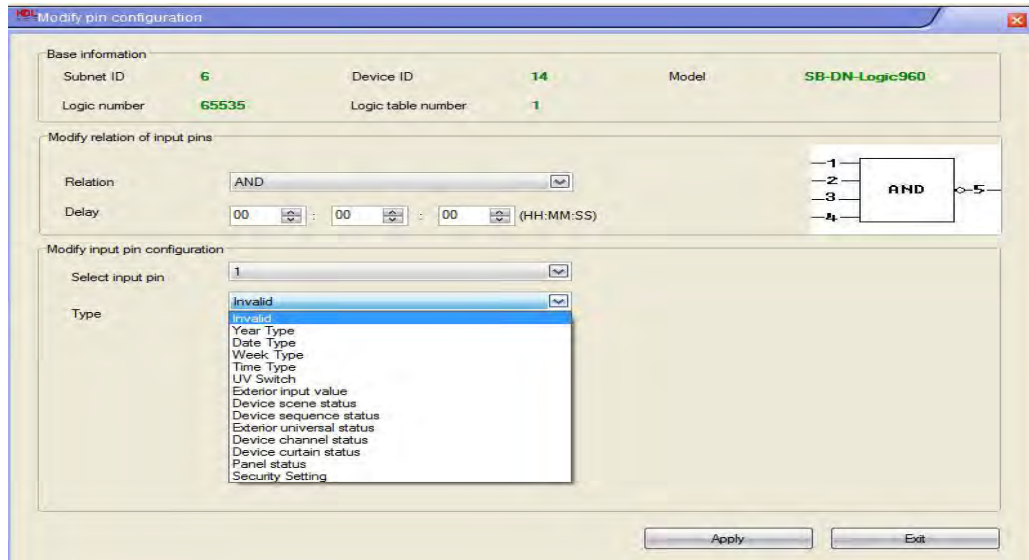 HDL Modify pin configuration
Base information
Subnet ID 6 Device ID 14 Model SB-DN-Logic960
Logic number 65535 Logic table number 1
Modify relation of input pins
Relation AND
Delay 00 : 00 : 00 (HH:MM:SS)
1
2
3
4
AND
5
Modify input pin configuration
Select input pin 1
Type Invalid
Invalid
Year Type
Date Type
Week Type
Time Type
UV Switch
Exterior input value
Device scene status
Device sequence status
Exterior universal status
Device channel status
Device curtain status
Panel status
Security Setting
Apply Exit